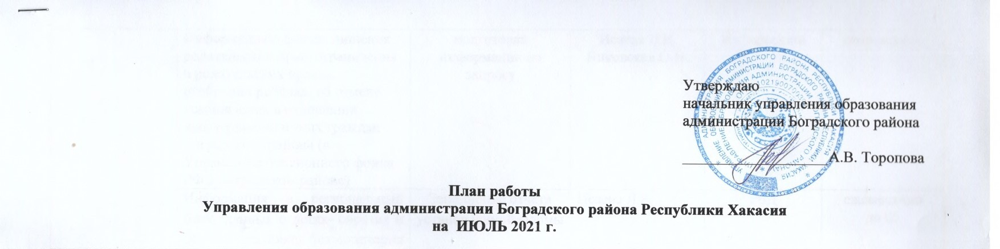 Утверждаю
начальник управления образования
администрации Боградского района
А.В. Торопова
План работы
Управления образования администрации Боградского района Республики Хакасия
на ИЮЛЬ 2021 г.